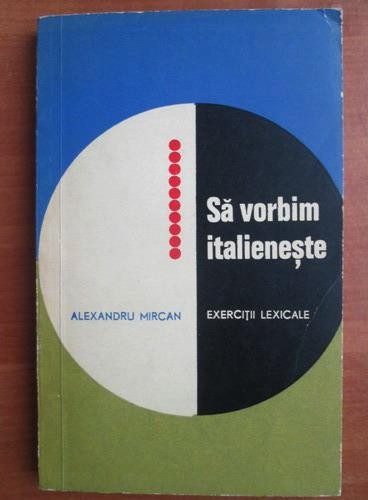 Să vorbim
italienește
ALEXANDRU MIRCAN
EXERCIȚII LEXICALE